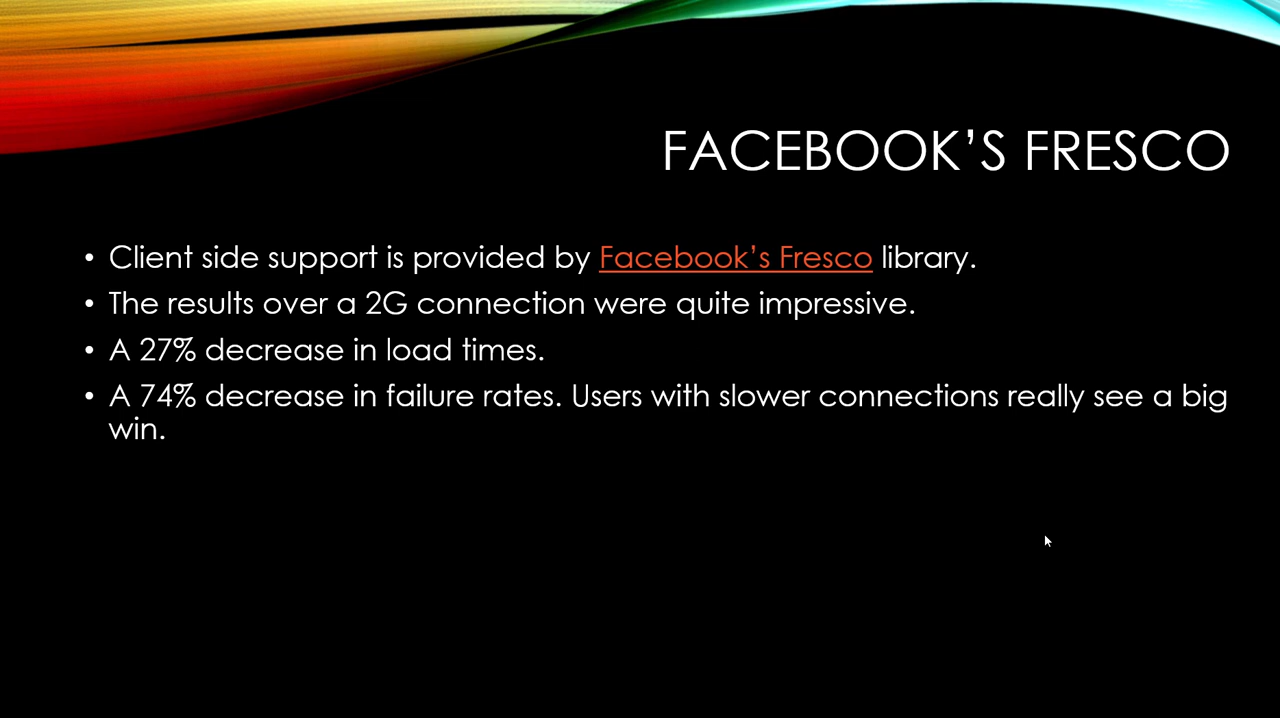 FACEBOOK’S FRESCO
• Client side support is provided by Facebook’s Fresco library.
• The results over a 2G connection were quite impressive.
• A 27% decrease in load times.
• A 74% decrease in failure rates. Users with slower connections really see a big
win.